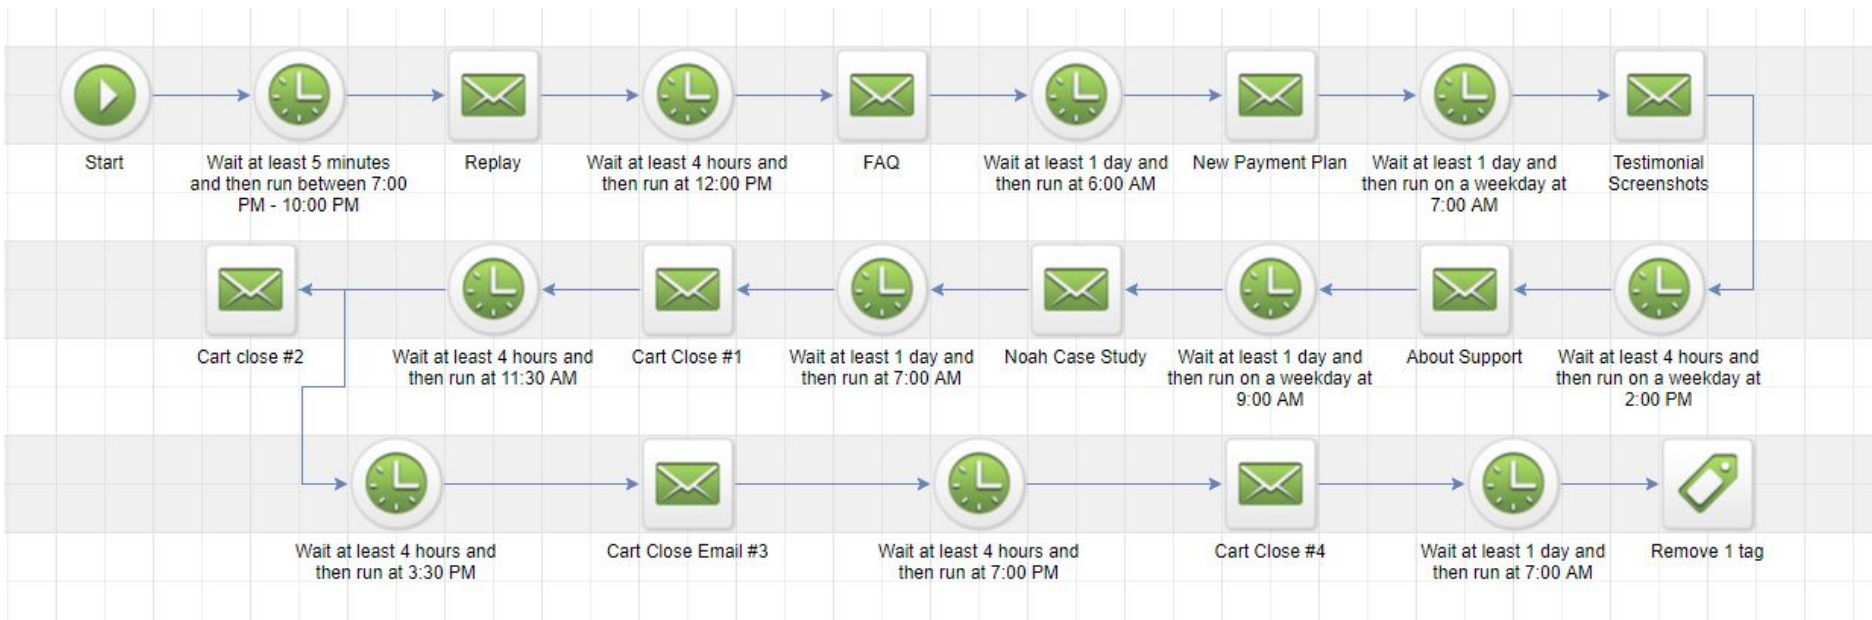 Start
Wait at least 5 minutes
and then run between 7:00
PM - 10:00 PM
Replay
Wait at least 4 hours and
then run at 12:00 PM
FAQ
Wait at least 1 day and
then run at 6:00 AM
New Payment Plan
Wait at least 1 day and
then run on a weekday at
7:00 AM
Testimonial
Screenshots
Cart close #2
Wait at least 4 hours and
then run at 11:30 AM
Cart Close #1
Wait at least 1 day and
then run at 7:00 AM
Noah Case Study
Wait at least 1 day and
then run on a weekday at
9:00 AM
About Support
Wait at least 4 hours and
then run on a weekday at
2:00 PM
Wait at least 4 hours and
then run at 3:30 PM
Cart Close Email #3
Wait at least 4 hours and
then run at 7:00 PM
Cart Close #4
Wait at least 1 day and
then run at 7:00 AM
Remove 1 tag